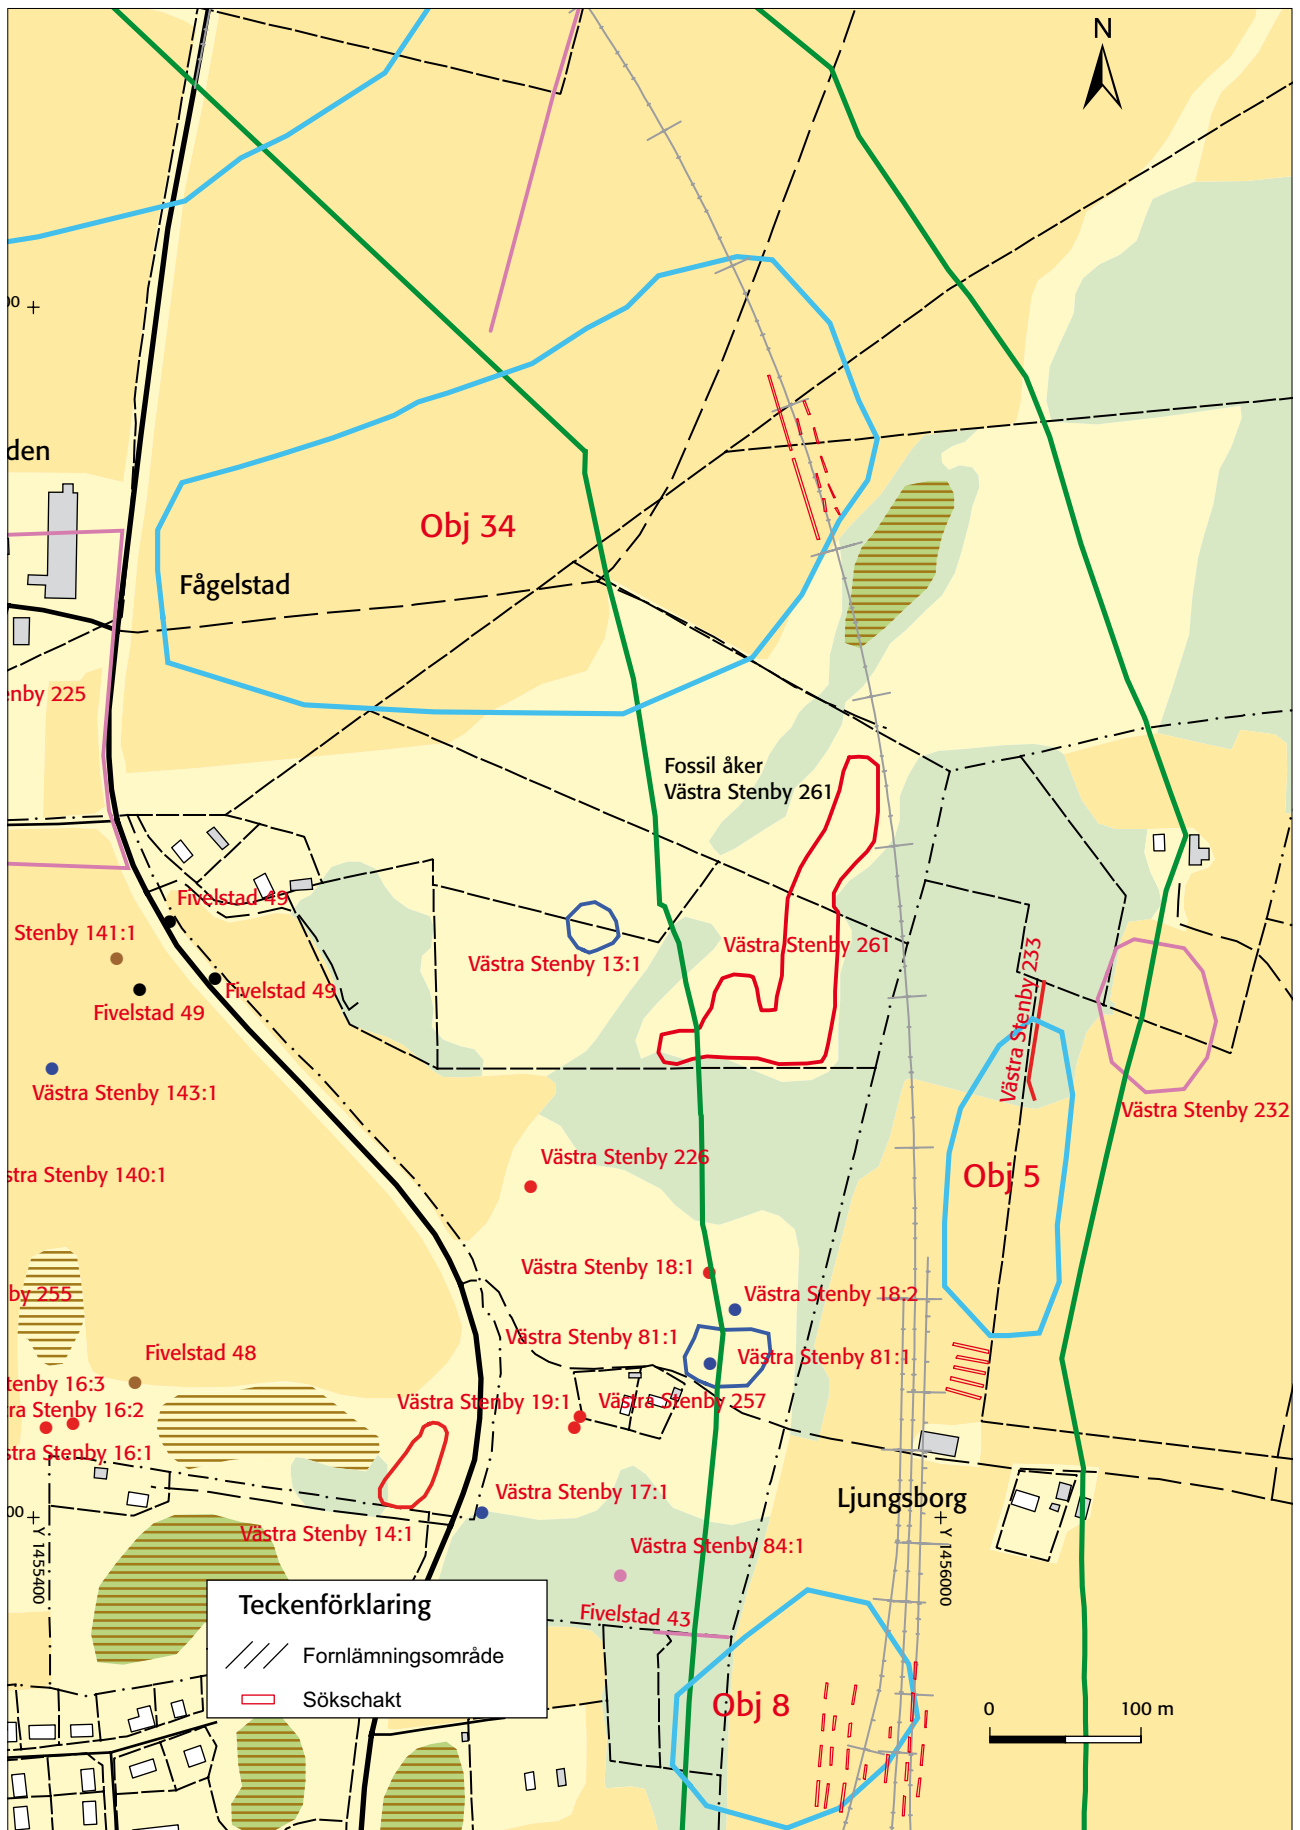 N
00
den
Obj 34
Fågelstad
enby 225
Fossil åker
Västra Stenby 261
Fivelstad 49
Stenby 141:1
Västra Stenby 261
Västra Stenby 13:1
Västra Stenby 233
Fivelstad 49
Fivelstad 49
Västra Stenby 143:1
Västra Stenby 232
Västra Stenby 226
stra Stenby 140:1
Obj 5
Västra Stenby 18:1
by 255
Västra Stenby 18:2
Västra Stenby 81:1
Fivelstad 48
Västra Stenby 81:1
tenby 16:3
Västra Stenby 19:1
Västra Stenby 257
ra Stenby 16:2
stra Stenby 16:1
Västra Stenby 17:1
Ljungsborg
00
Västra Stenby 14:1
Västra Stenby 84:1
Y 1455400
Y 1456000
Teckenförklaring
Fivelstad 43
Fornlämningsområde
Sökschakt
Obj 8
0 100 m